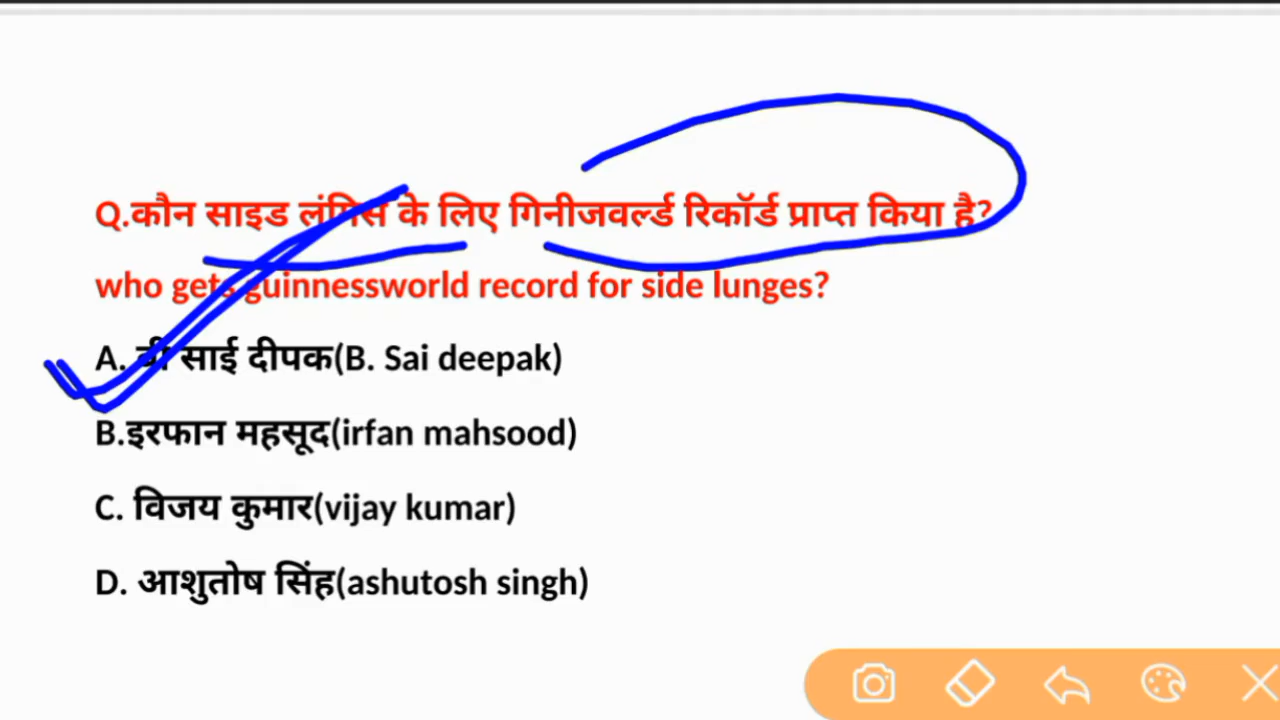 Q.कौन साइड लंगिस के लिए गिनीजवर्ल्ड रिकॉर्ड प्राप्त किया है?
who gets guinnessworld record for side lunges?
A. बी साई दीपक(B. Sai deepak)
B.इरफान महसूद(irfan mahsood)
C. विजय कुमार(vijay kumar)
D. आशुतोष सिंह(ashutosh singh)